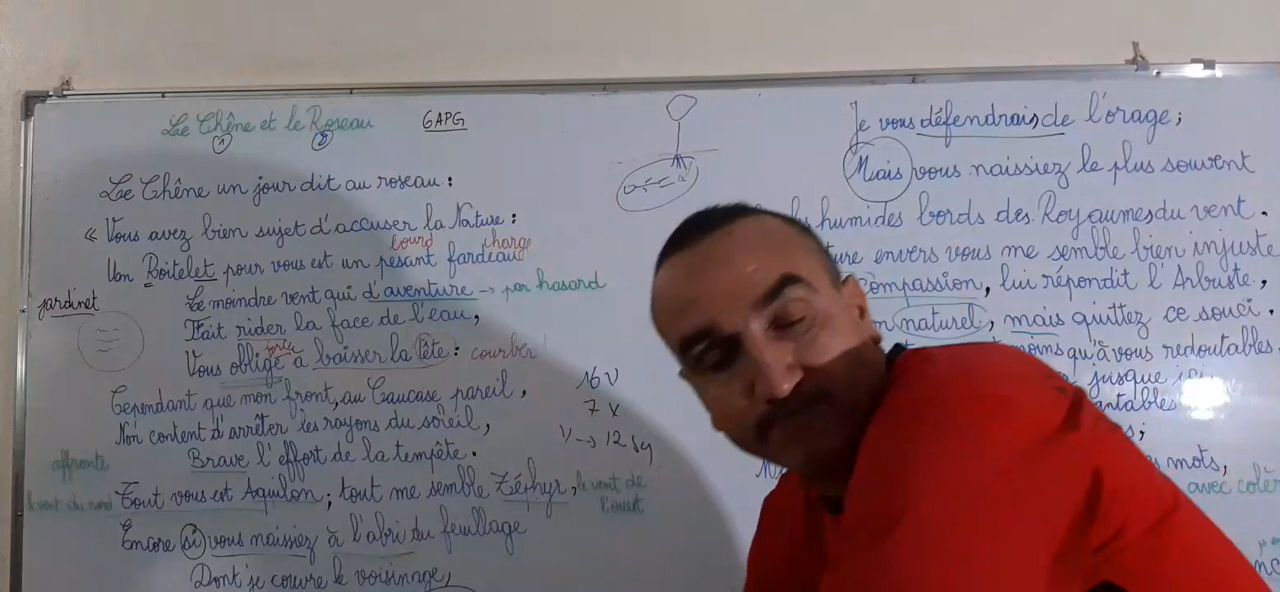 Le Chêne et le Roseau 6APG
1 2
Le Chêne un jour dit au roseau :
« Vous avez bien sujet d'accuser la Nature :
lourd charge
Un Roitelet pour vous est un pesant fardeau
jardinet
Le moindre vent qui d'aventure → par hasard
Fait rider la face de l'eau,
forcer
Vous oblige à baisser la tête : courber
Cependant que mon front, au Caucase pareil,
Non content d'arrêter les rayons du soleil,
Brave l'effort de la tempête.
affronte
le vent du nord Tout vous est Aquilon ; tout me semble Zéphyr, le vent de l'ouest
Encore si vous naissiez à l'abri du feuillage
Dont je couvre le voisinage,
16 V
7 X
V → 12 sy
Je vous défendrais de l'orage ;
Mais vous naissiez le plus souvent
humides bords des Royaumes du vent.
envers vous me semble bien injuste
compassion, lui répondit l'Arbuste,
naturel, mais quittez ce souci.
moins qu'à vous redoutables.
jusqu'ici
mots,
avec colère